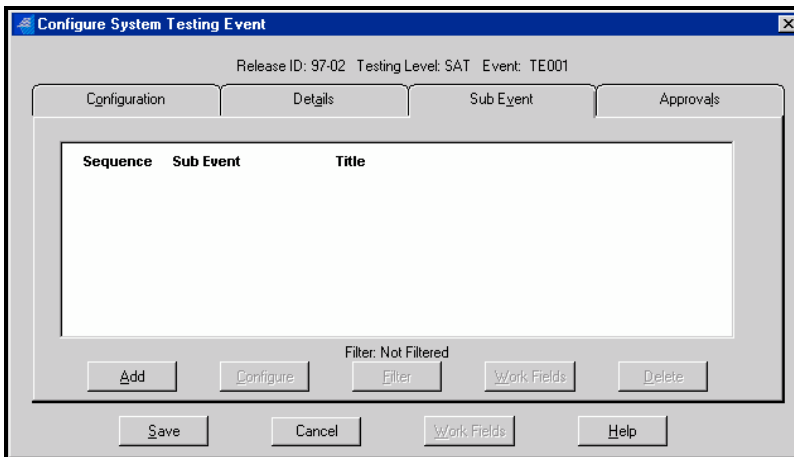 Configure System Testing Event
Release ID: 97-02 Testing Level: SAT Event: TE001
Configuration Details Sub Event Approvals
Sequence Sub Event Title
Filter: Not Filtered
Add Configure Filter Work Fields Delete
Save Cancel Work Fields Help